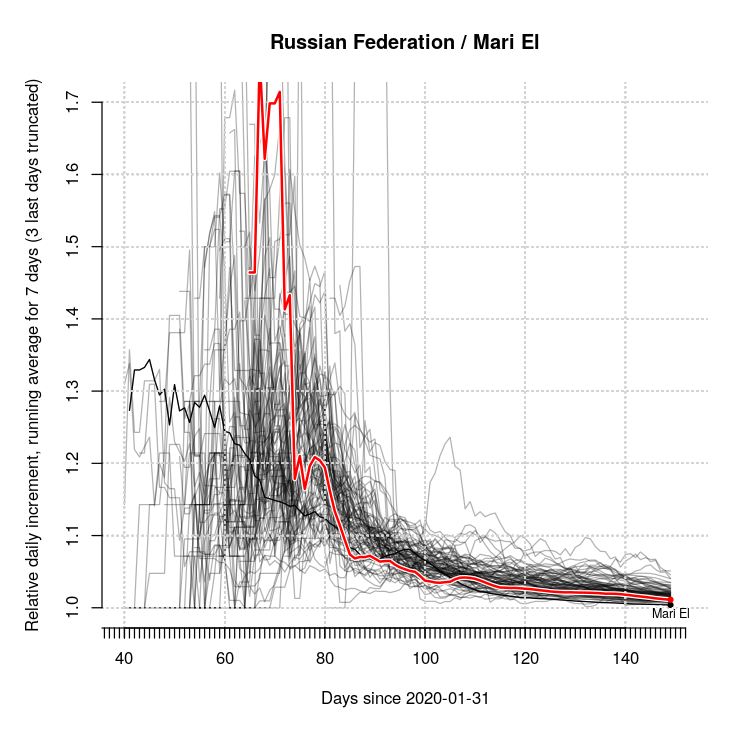 Russian Federation / Mari El
Relative daily increment, running average for 7 days (3 last days truncated)
1.7
1.6
1.5
1.4
1.3
1.2
1.1
1.0
Mari El
40 60 80 100 120 140
Days since 2020-01-31